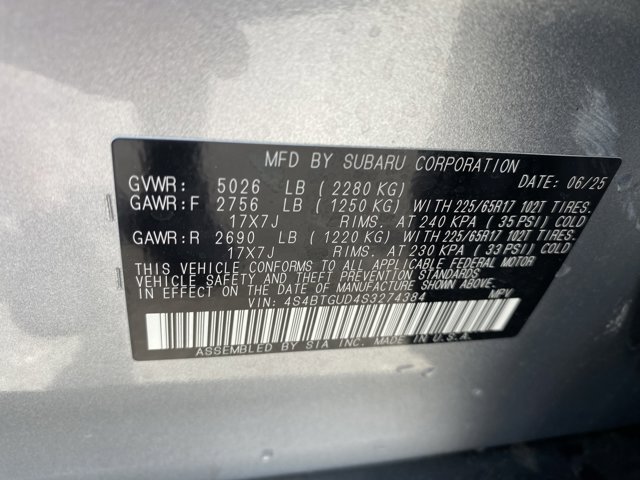 MFD BY SUBARU CORPORATION
GVWR: 5026 LB (2280 KG) DATE: 06/25
GAWR:F 2756 LB (1250 KG) WITH 225/65R17 102T TIRES.
17X7J RIMS. AT 240 KPA (35 PSI) COLD
GAWR:R 2690 LB (1220 KG) WITH 225/65R17 102T TIRES.
17X7J RIMS. AT 230 KPA (33 PSI) COLD
THIS VEHICLE CONFORMS TO ALL APPLICABLE FEDERAL MOTOR
VEHICLE SAFETY AND THEFT PREVENTION STANDARDS
IN EFFECT ON THE DATE OF MANUFACTURE SHOWN ABOVE.
VIN: 4S4BTGUD4S3274384 MPV
ASSEMBLED BY SIA INC. MADE IN U.S.A.